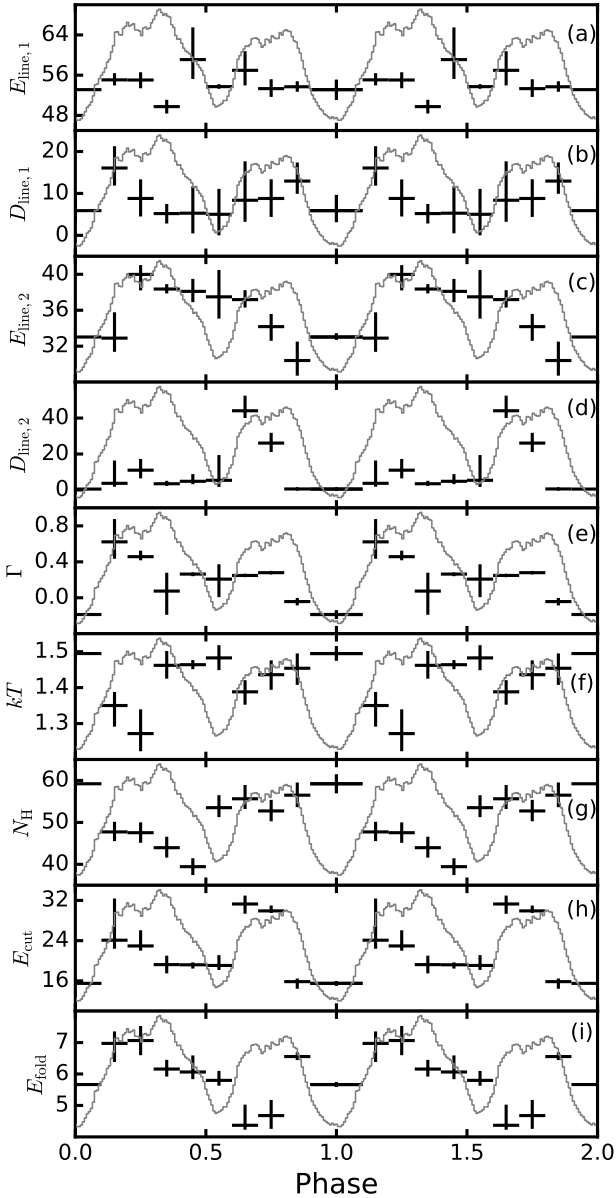 64
56
48
E_line, 1
(a)
20
10
0
D_line, 1
(b)
40
36
32
E_line, 2
(c)
40
20
0
D_line, 2
(d)
0.8
0.4
0.0
Γ
(e)
1.5
1.4
1.3
kT
(f)
60
50
40
N_H
(g)
32
24
16
E_cut
(h)
7
6
5
E_fold
(i)
0.0 0.5 1.0 1.5 2.0
Phase